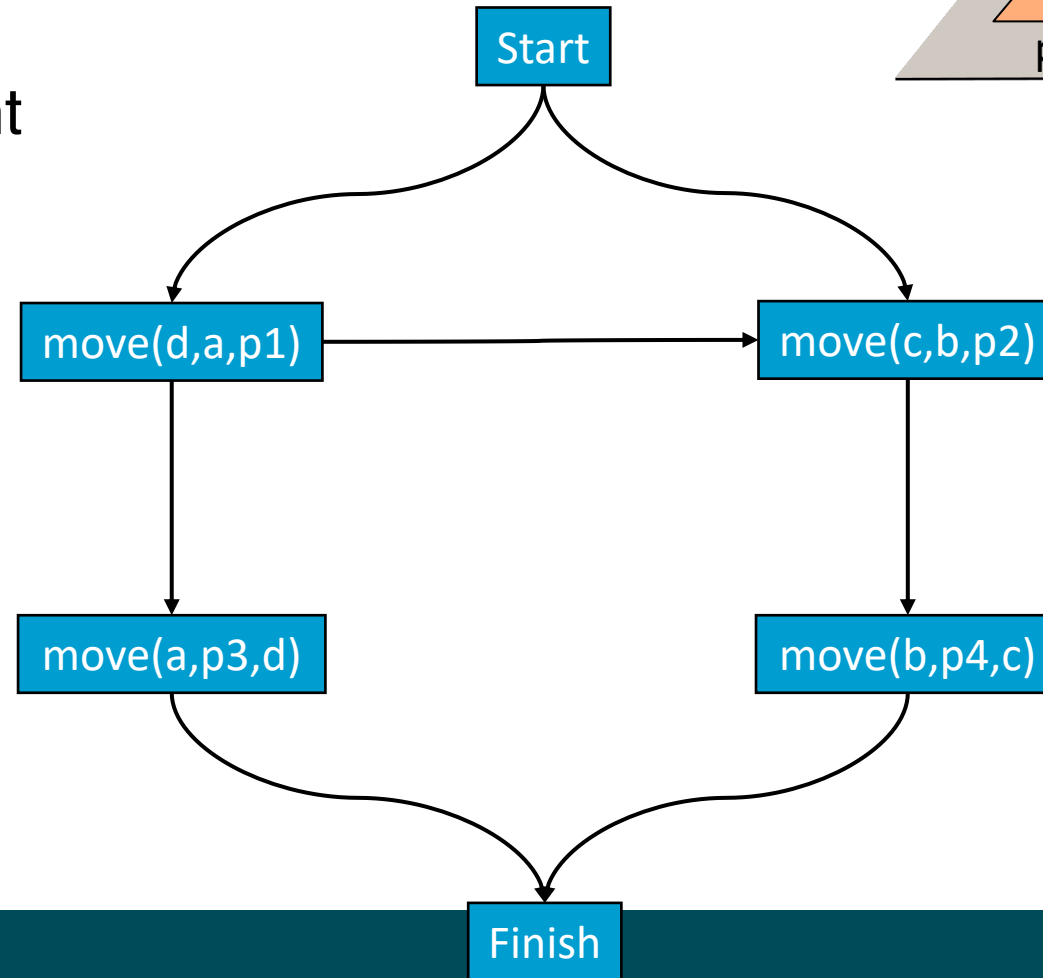 Start
move(d,a,p1)
move(c,b,p2)
move(a,p3,d)
move(b,p4,c)
Finish